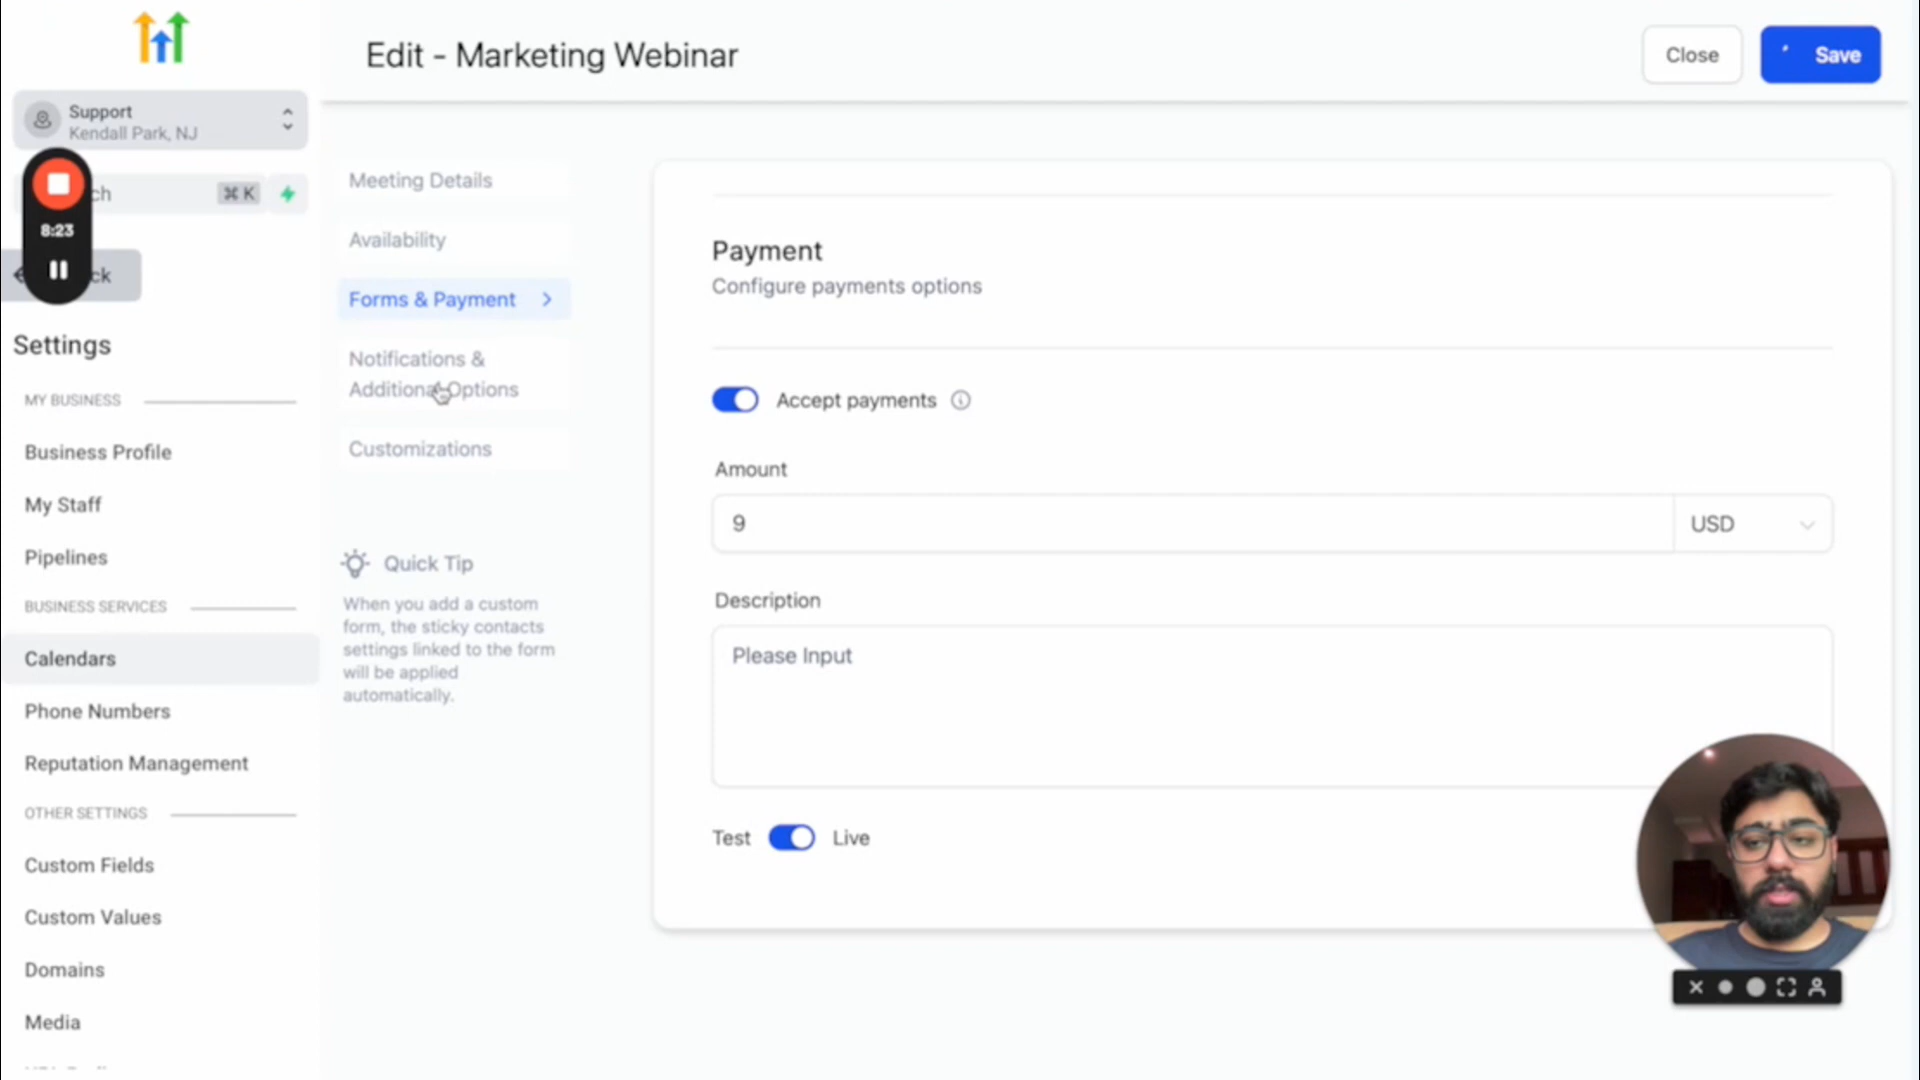 Edit - Marketing Webinar
Close
Save
Support
Kendall Park, NJ
ch
⌘ K
8:23
ck
Settings
MY BUSINESS
Business Profile
My Staff
Pipelines
BUSINESS SERVICES
Calendars
Phone Numbers
Reputation Management
OTHER SETTINGS
Custom Fields
Custom Values
Domains
Media
Meeting Details
Availability
Forms & Payment
Notifications &
Additional Options
Customizations
Quick Tip
When you add a custom
form, the sticky contacts
settings linked to the form
will be applied
automatically.
Payment
Configure payments options
Accept payments
Amount
9
USD
Description
Please Input
Test
Live